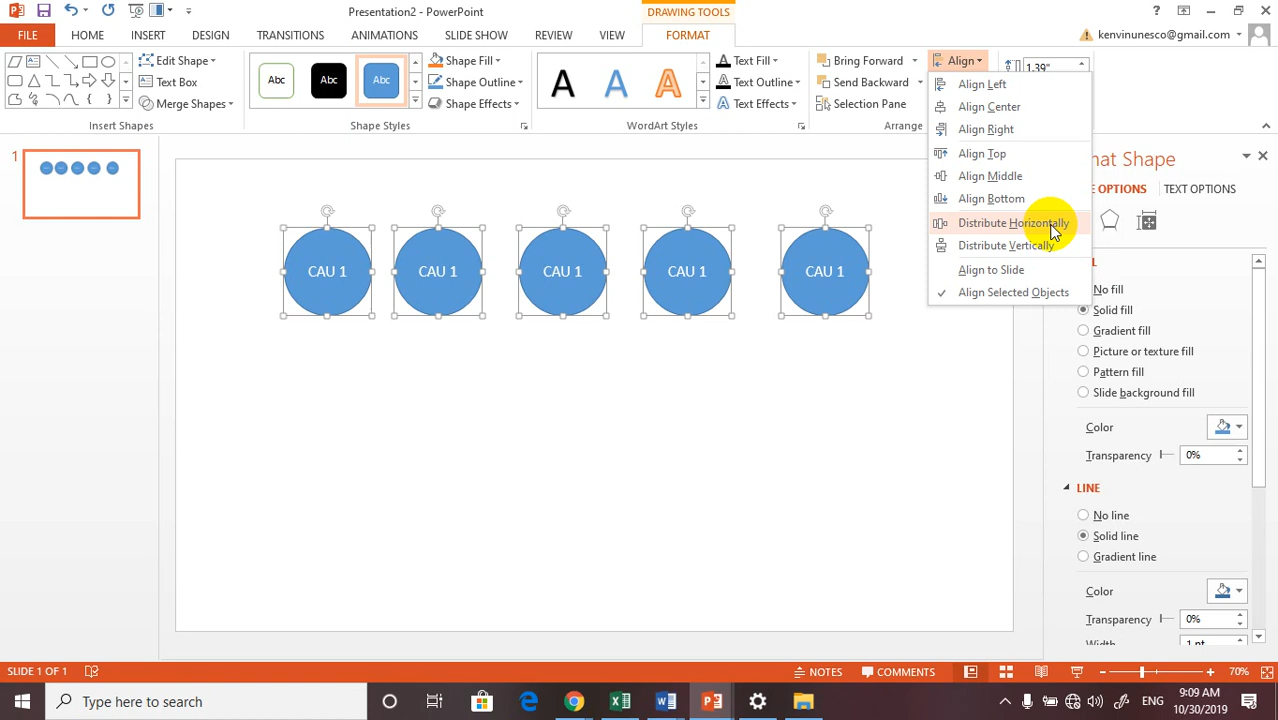 Presentation2 - PowerPoint
DRAWING TOOLS
?
FILE HOME INSERT DESIGN TRANSITIONS ANIMATIONS SLIDE SHOW REVIEW VIEW FORMAT
kenvinunesco@gmail.com
Edit Shape
Text Box
Merge Shapes
Insert Shapes
Abc Abc Abc
Shape Fill
Shape Outline
Shape Effects
Shape Styles
A A A
Text Fill
Text Outline
Text Effects
WordArt Styles
Bring Forward
Send Backward
Selection Pane
Arrange
Align
1.39"
Align Left
Align Center
Align Right
Align Top
Align Middle
Align Bottom
Distribute Horizontally
Distribute Vertically
Align to Slide
Align Selected Objects
1
CAU 1 CAU 1 CAU 1 CAU 1 CAU 1
mat Shape
E OPTIONS TEXT OPTIONS
L
No fill
Solid fill
Gradient fill
Picture or texture fill
Pattern fill
Slide background fill
Color
Transparency 0%
LINE
No line
Solid line
Gradient line
Color
Transparency 0%
Width 1 pt
SLIDE 1 OF 1
NOTES
COMMENTS
70%
Type here to search
ENG
9:09 AM
10/30/2019